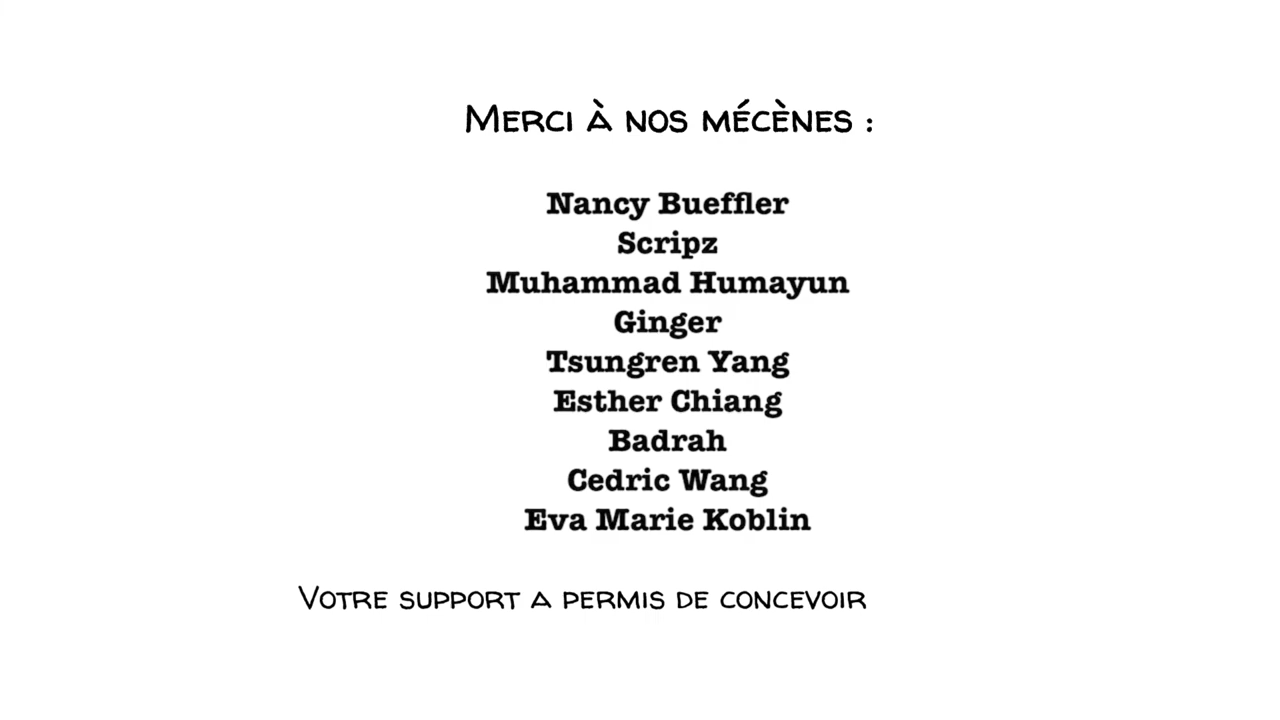 Merci à nos mécènes :
Nancy Bueffler
Scripz
Muhammad Humayun
Ginger
Tsungren Yang
Esther Chiang
Badrah
Cedric Wang
Eva Marie Koblin
Votre support a permis de concevoir